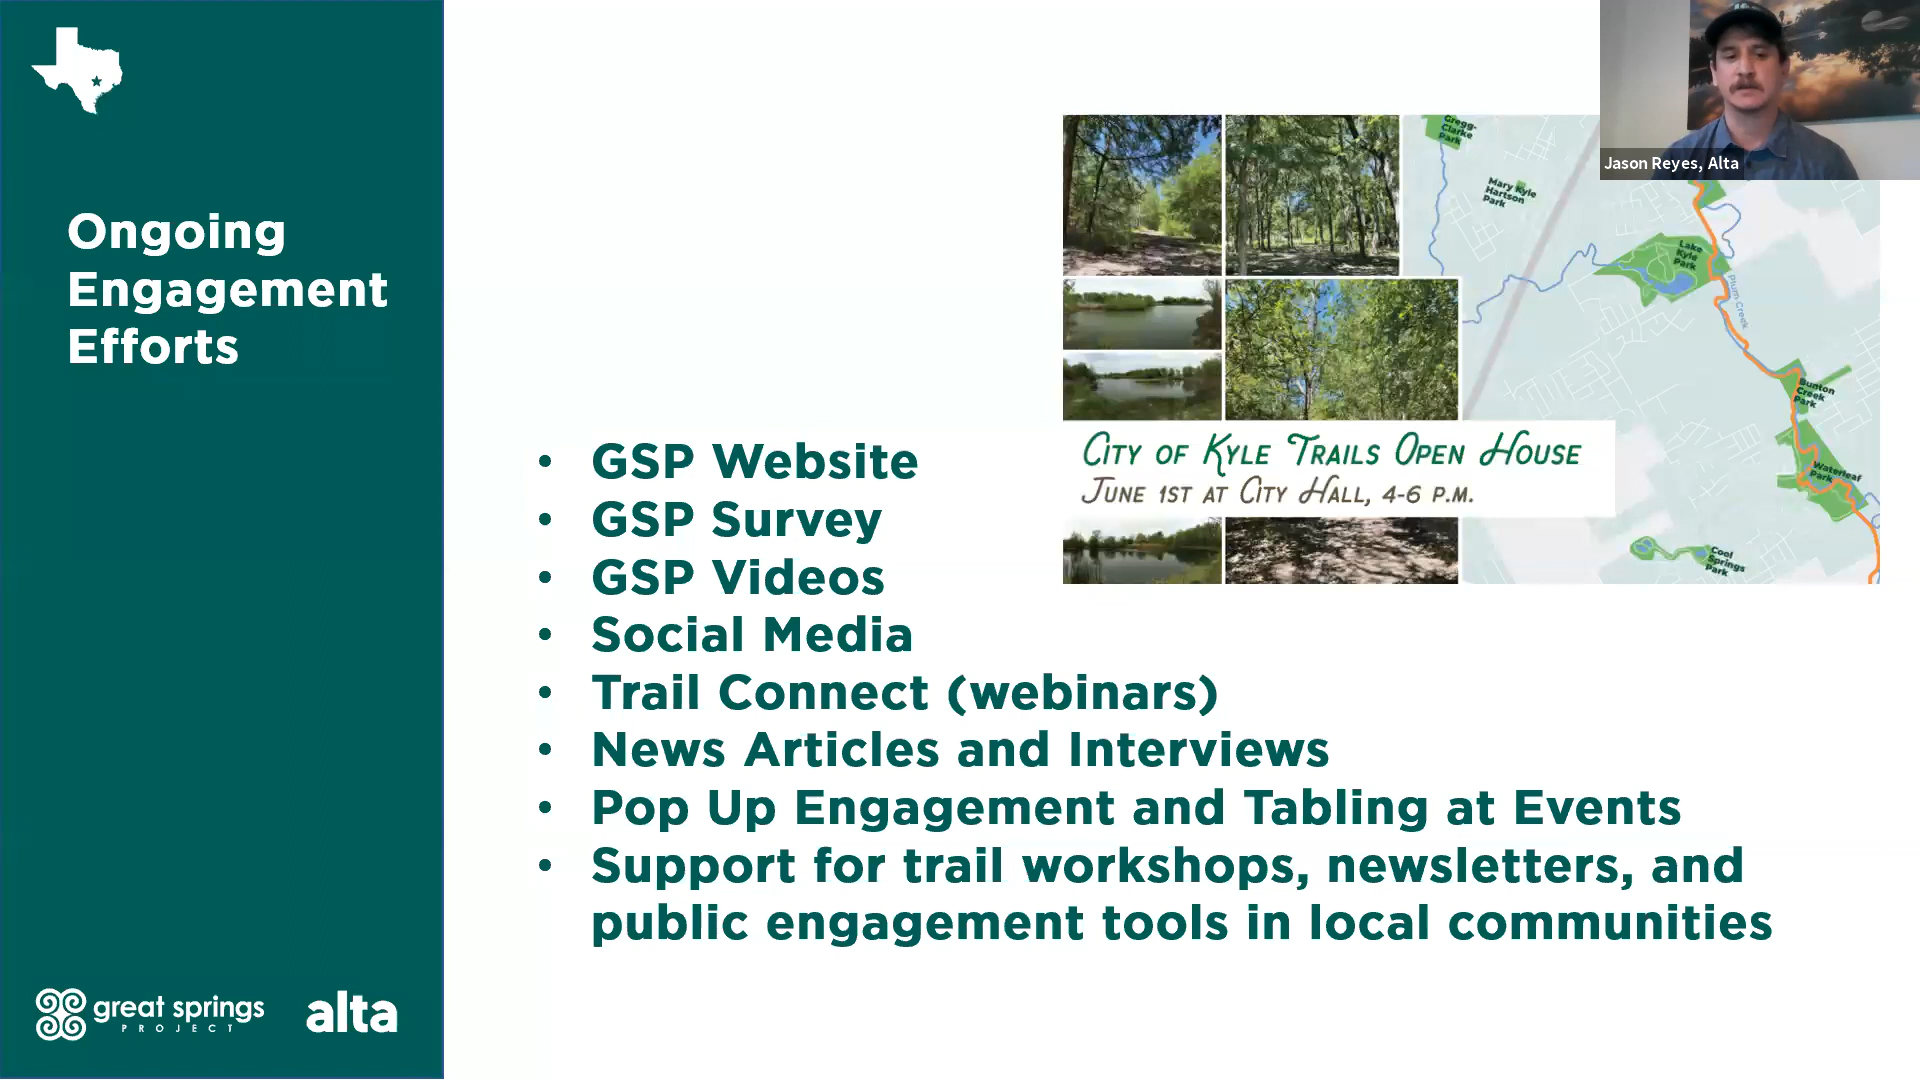 Ongoing
Engagement
Efforts
Jason Reyes, Alta
Gregg-
Clarke
Park
Mary Kyle
Hartson
Park
Lake
Kyle
Park
Plum Creek
Bunton
Creek
Park
Waterleaf
Park
Cool
Springs
Park
City of Kyle Trails Open House
June 1st at City Hall, 4-6 p.m.
• GSP Website
• GSP Survey
• GSP Videos
• Social Media
• Trail Connect (webinars)
• News Articles and Interviews
• Pop Up Engagement and Tabling at Events
• Support for trail workshops, newsletters, and
public engagement tools in local communities
great springs
PROJECT
alta